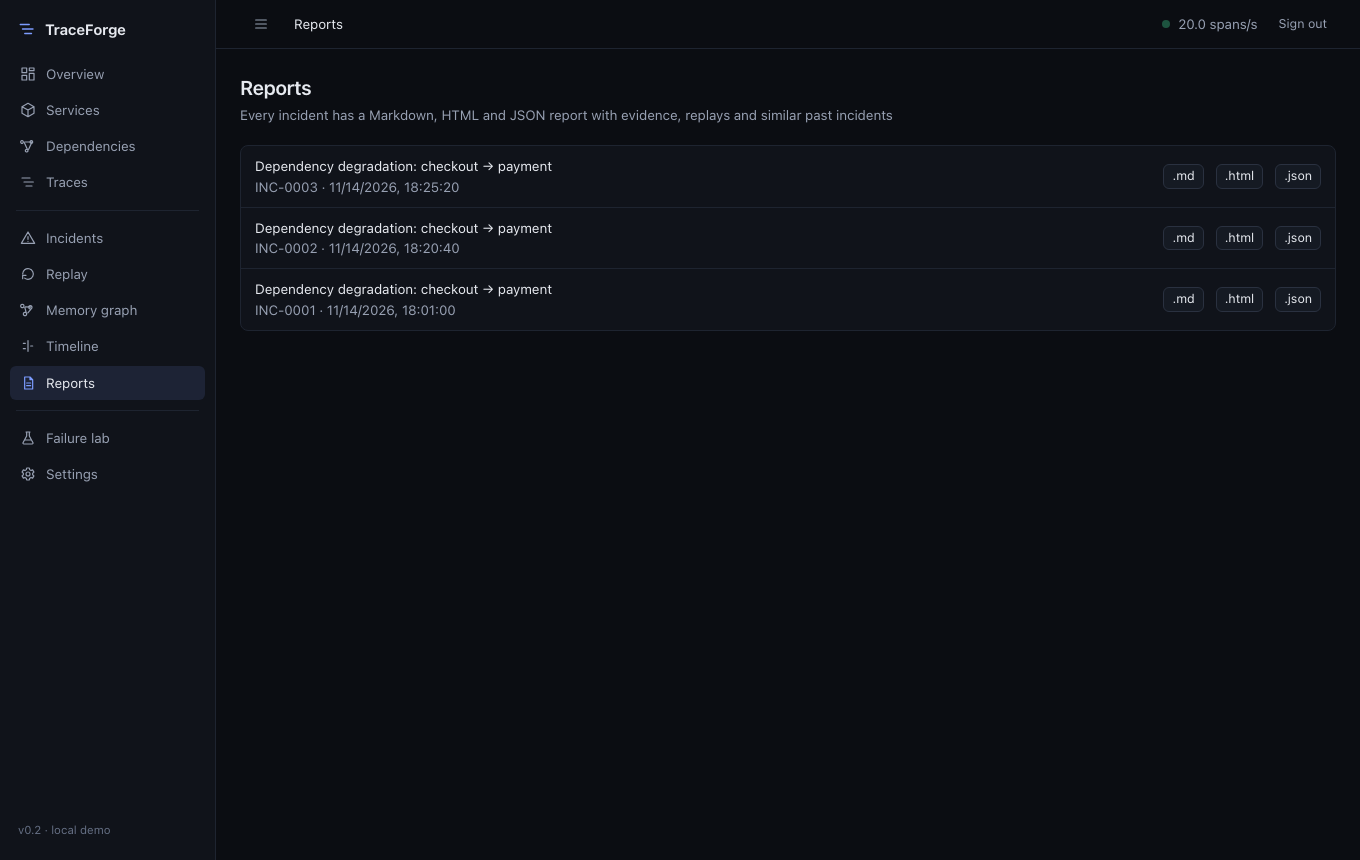 TraceForge
Overview
Services
Dependencies
Traces
Incidents
Replay
Memory graph
Timeline
Reports
Failure lab
Settings
v0.2 · local demo
Reports
20.0 spans/s
Sign out
Reports
Every incident has a Markdown, HTML and JSON report with evidence, replays and similar past incidents
Dependency degradation: checkout → payment
INC-0003 · 11/14/2026, 18:25:20
.md .html .json
Dependency degradation: checkout → payment
INC-0002 · 11/14/2026, 18:20:40
.md .html .json
Dependency degradation: checkout → payment
INC-0001 · 11/14/2026, 18:01:00
.md .html .json